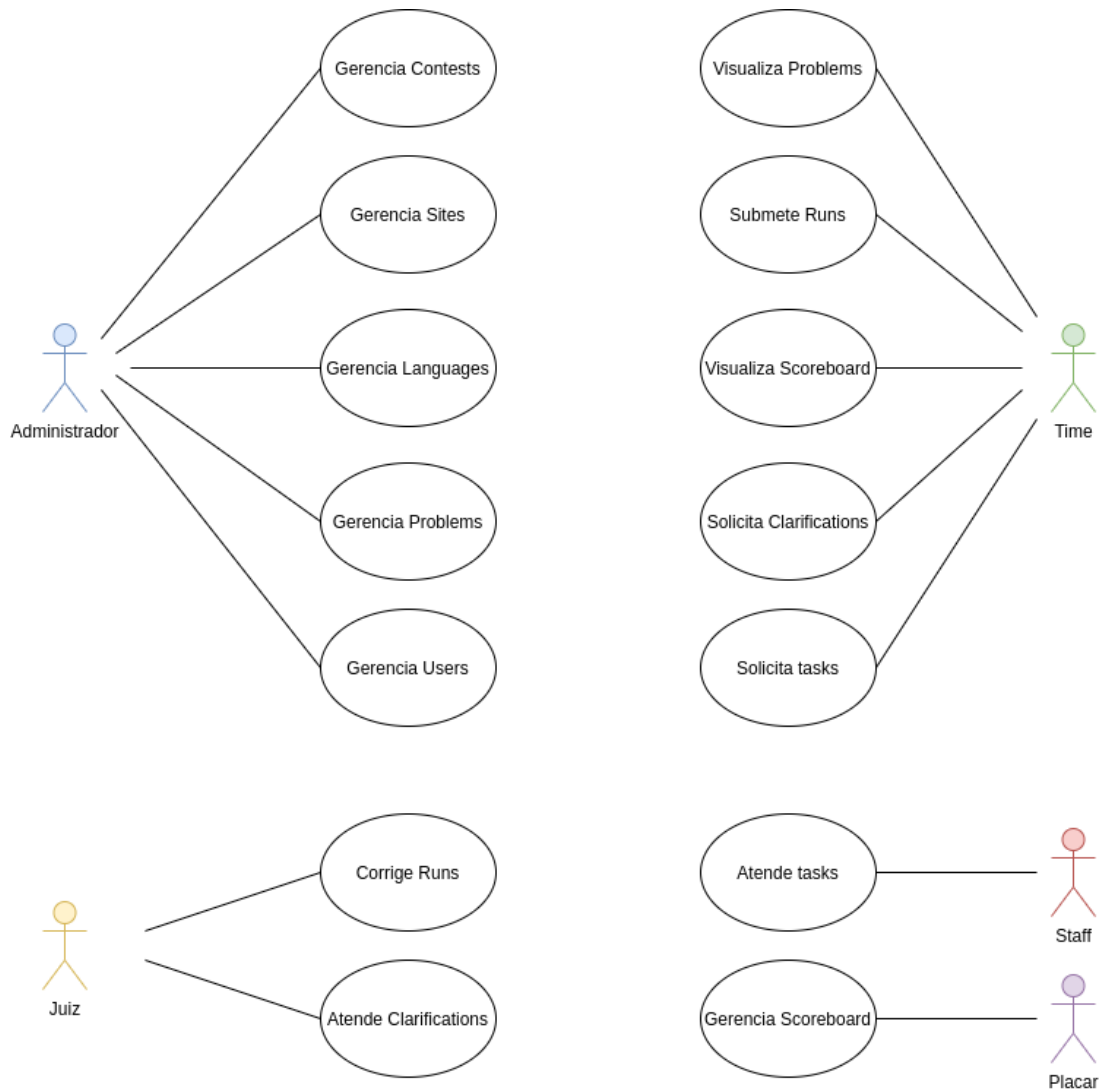 Gerencia Contests
Visualiza Problems
Gerencia Sites
Submete Runs
Gerencia Languages
Visualiza Scoreboard
Administrador
Time
Gerencia Problems
Solicita Clarifications
Gerencia Users
Solicita tasks
Corrige Runs
Atende tasks
Staff
Juiz
Atende Clarifications
Gerencia Scoreboard
Placar